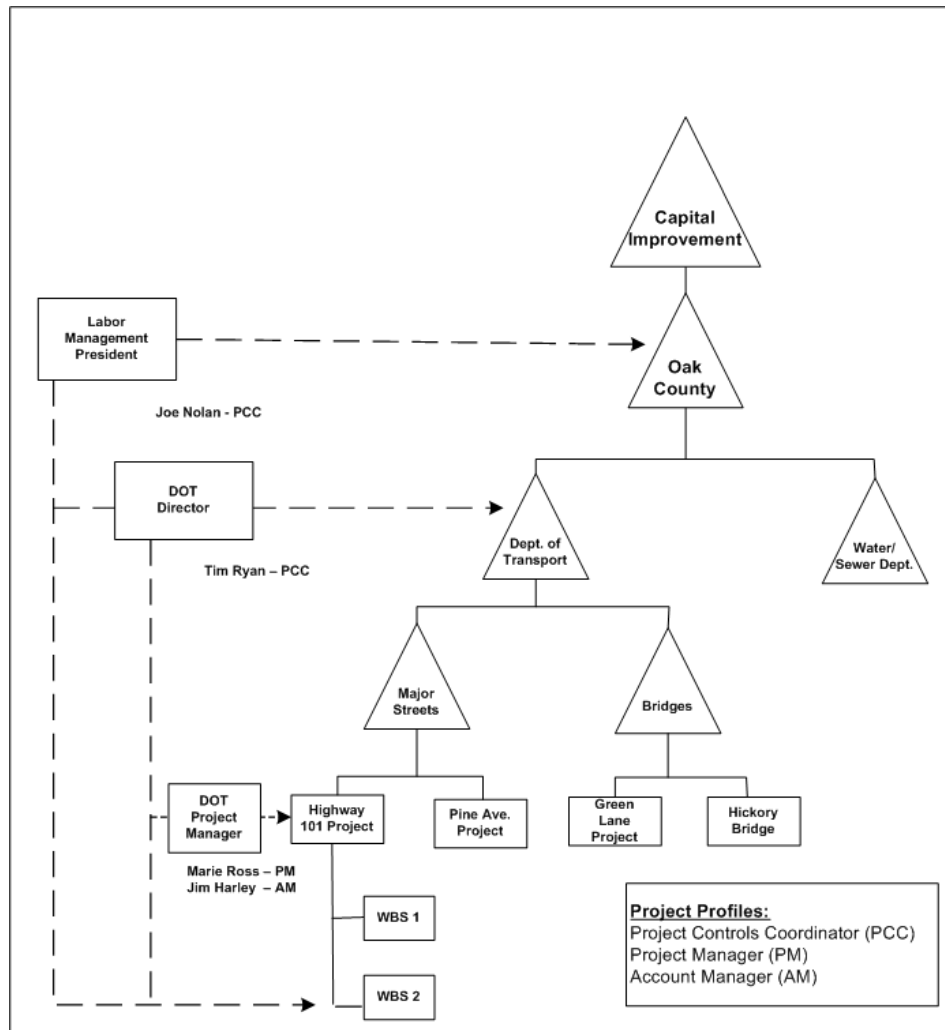 Capital
Improvement
Labor
Management
President
Oak
County
Joe Nolan - PCC
DOT
Director
Dept. of
Transport
Water/
Sewer Dept.
Tim Ryan – PCC
Major
Streets
Bridges
DOT
Project
Manager
Highway
101 Project
Pine Ave.
Project
Green
Lane
Project
Hickory
Bridge
Marie Ross – PM
Jim Harley – AM
WBS 1
WBS 2
Project Profiles:
Project Controls Coordinator (PCC)
Project Manager (PM)
Account Manager (AM)